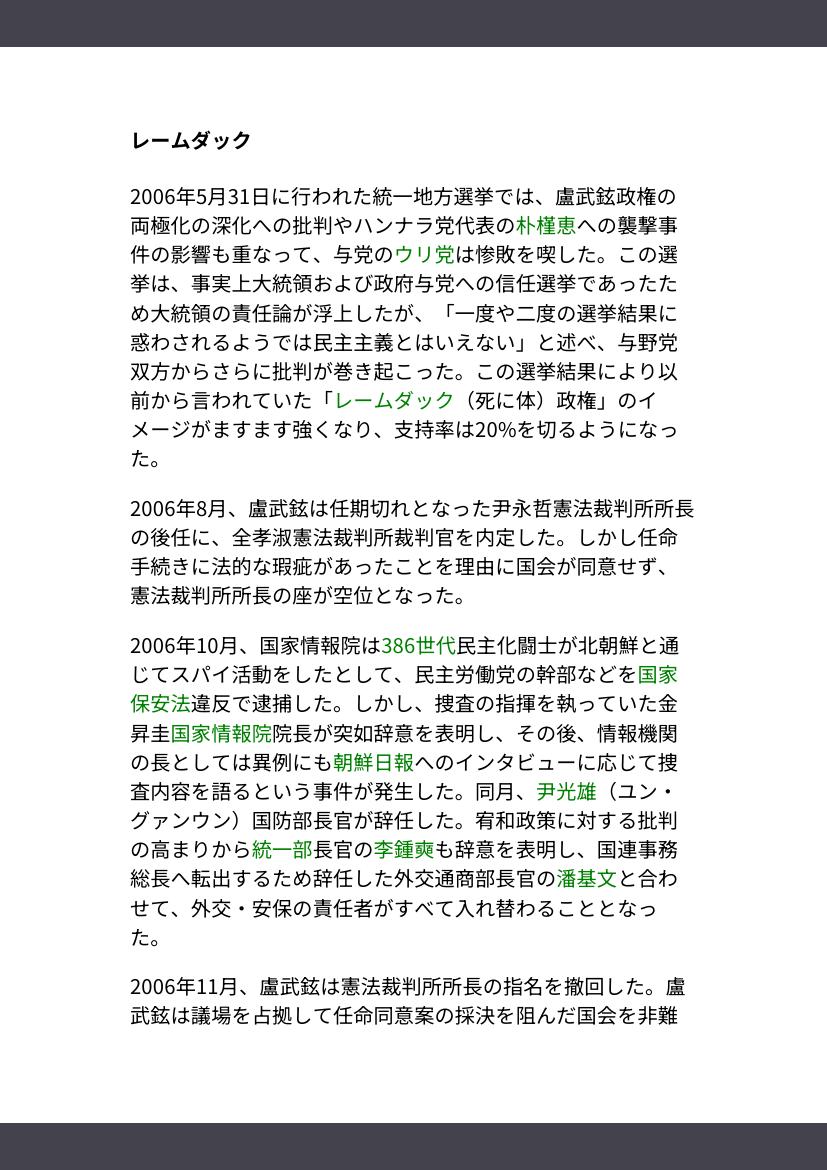 レームダック
2006年5月31日に行われた統一地方選挙では、盧武鉉政権の
両極化の深化への批判やハンナラ党代表の朴槿恵への襲撃事
件の影響も重なって、与党のウリ党は惨敗を喫した。この選
挙は、事実上大統領および政府与党への信任選挙であったた
め大統領の責任論が浮上したが、「一度や二度の選挙結果に
惑わされるようでは民主主義とはいえない」と述べ、与野党
双方からさらに批判が巻き起こった。この選挙結果により以
前から言われていた「レームダック（死に体）政権」のイ
メージがますます強くなり、支持率は20%を切るようになっ
た。
2006年8月、盧武鉉は任期切れとなった尹永哲憲法裁判所所長
の後任に、全孝淑憲法裁判所裁判官を内定した。しかし任命
手続きに法的な瑕疵があったことを理由に国会が同意せず、
憲法裁判所所長の座が空位となった。
2006年10月、国家情報院は386世代民主化闘士が北朝鮮と通
じてスパイ活動をしたとして、民主労働党の幹部などを国家
保安法違反で逮捕した。しかし、捜査の指揮を執っていた金
昇圭国家情報院院長が突如辞意を表明し、その後、情報機関
の長としては異例にも朝鮮日報へのインタビューに応じて捜
査内容を語るという事件が発生した。同月、尹光雄（ユン・
グァンウン）国防部長官が辞任した。宥和政策に対する批判
の高まりから統一部長官の李鍾奭も辞意を表明し、国連事務
総長へ転出するため辞任した外交通商部長官の潘基文と合わ
せて、外交・安保の責任者がすべて入れ替わることとなっ
た。
2006年11月、盧武鉉は憲法裁判所所長の指名を撤回した。盧
武鉉は議場を占拠して任命同意案の採決を阻んだ国会を非難